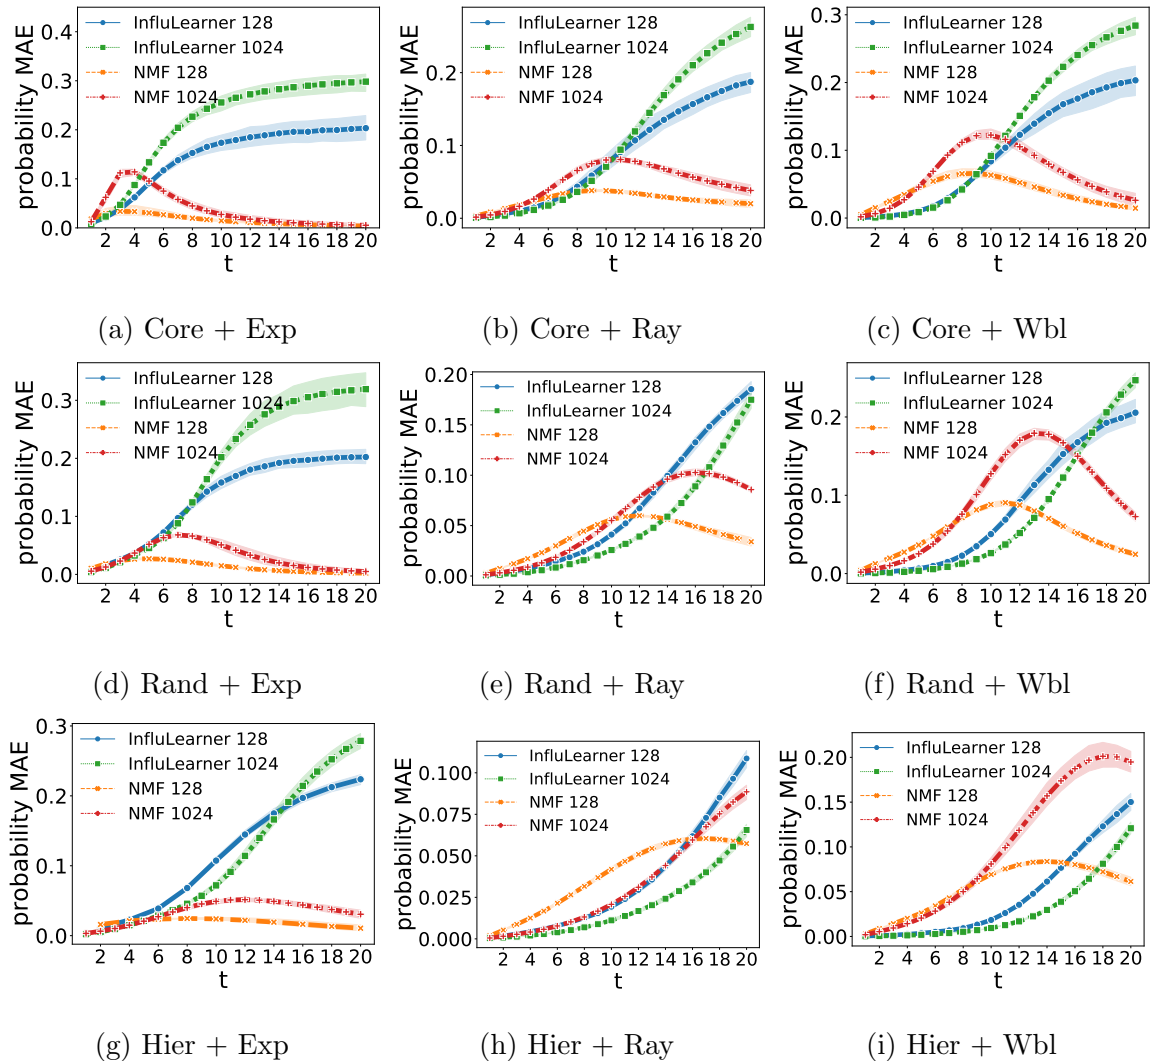 probability MAE
0.4
0.3
0.2
0.1
0.0
InfluLearner 128
InfluLearner 1024
NMF 128
NMF 1024
2 4 6 8 10 12 14 16 18 20
t
(a) Core + Exp
probability MAE
0.2
0.1
0.0
InfluLearner 128
InfluLearner 1024
NMF 128
NMF 1024
2 4 6 8 10 12 14 16 18 20
t
(b) Core + Ray
probability MAE
0.3
0.2
0.1
0.0
InfluLearner 128
InfluLearner 1024
NMF 128
NMF 1024
2 4 6 8 10 12 14 16 18 20
t
(c) Core + Wbl
probability MAE
0.3
0.2
0.1
0.0
InfluLearner 128
InfluLearner 1024
NMF 128
NMF 1024
2 4 6 8 10 12 14 16 18 20
t
(d) Rand + Exp
probability MAE
0.20
0.15
0.10
0.05
0.00
InfluLearner 128
InfluLearner 1024
NMF 128
NMF 1024
2 4 6 8 10 12 14 16 18 20
t
(e) Rand + Ray
probability MAE
0.2
0.1
0.0
InfluLearner 128
InfluLearner 1024
NMF 128
NMF 1024
2 4 6 8 10 12 14 16 18 20
t
(f) Rand + Wbl
probability MAE
0.3
0.2
0.1
0.0
InfluLearner 128
InfluLearner 1024
NMF 128
NMF 1024
2 4 6 8 10 12 14 16 18 20
t
(g) Hier + Exp
probability MAE
0.100
0.075
0.050
0.025
0.000
InfluLearner 128
InfluLearner 1024
NMF 128
NMF 1024
2 4 6 8 10 12 14 16 18 20
t
(h) Hier + Ray
probability MAE
0.20
0.15
0.10
0.05
0.00
InfluLearner 128
InfluLearner 1024
NMF 128
NMF 1024
2 4 6 8 10 12 14 16 18 20
t
(i) Hier + Wbl